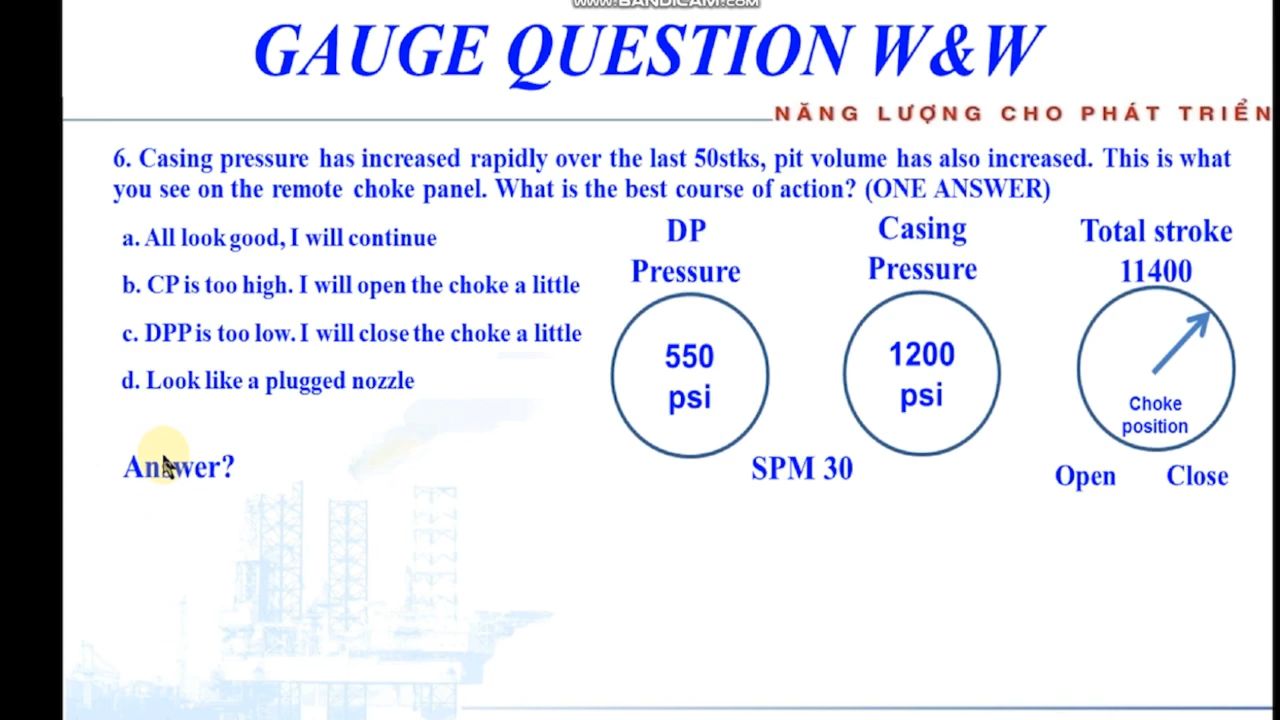 www.BANDICAM.com
GAUGE QUESTION W&W
NĂNG LƯỢNG CHO PHÁT TRIỂN
6. Casing pressure has increased rapidly over the last 50stks, pit volume has also increased. This is what
you see on the remote choke panel. What is the best course of action? (ONE ANSWER)
a. All look good, I will continue
b. CP is too high. I will open the choke a little
c. DPP is too low. I will close the choke a little
d. Look like a plugged nozzle
Answer?
DP
Pressure
550
psi
Casing
Pressure
1200
psi
SPM 30
Total stroke
11400
Choke
position
Open Close